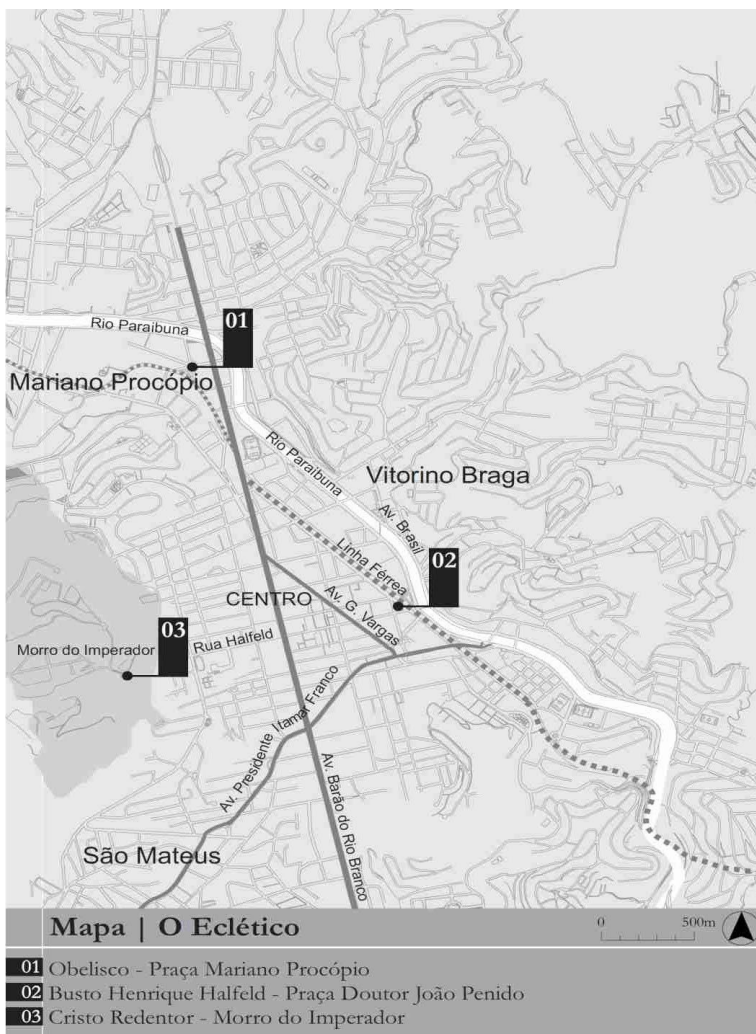 Rio Paraibuna
01
Mariano Procópio
Rio Paraibuna
Vitorino Braga
Av. Brasil
Linha Férrea
02
CENTRO
Av. G. Vargas
03
Morro do Imperador
Rua Halfeld
Av. Presidente Itamar Franco
Av. Barão do Rio Branco
São Mateus
Mapa | O Eclético
0 500m
01 Obelisco - Praça Mariano Procópio
02 Busto Henrique Halfeld - Praça Doutor João Penido
03 Cristo Redentor - Morro do Imperador